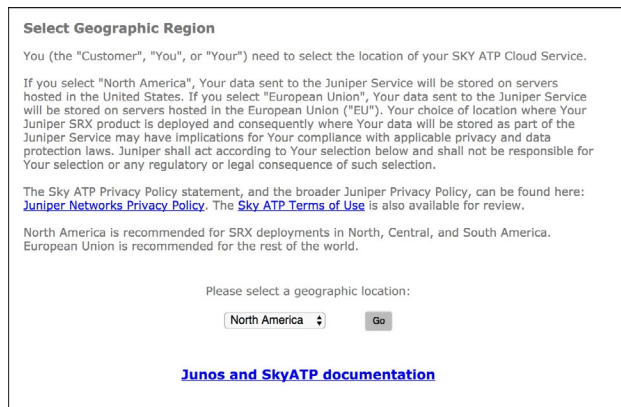 Select Geographic Region
You (the "Customer", "You", or "Your") need to select the location of your SKY ATP Cloud Service.
If you select "North America", Your data sent to the Juniper Service will be stored on servers
hosted in the United States. If you select "European Union", Your data sent to the Juniper Service
will be stored on servers hosted in the European Union ("EU"). Your choice of location where Your
Juniper SRX product is deployed and consequently where Your data will be stored as part of the
Juniper Service may have implications for Your compliance with applicable privacy and data
protection laws. Juniper shall act according to Your selection below and shall not be responsible for
Your selection or any regulatory or legal consequence of such selection.
The Sky ATP Privacy Policy statement, and the broader Juniper Privacy Policy, can be found here:
Juniper Networks Privacy Policy. The Sky ATP Terms of Use is also available for review.
North America is recommended for SRX deployments in North, Central, and South America.
European Union is recommended for the rest of the world.
Please select a geographic location:
North America Go
Junos and SkyATP documentation